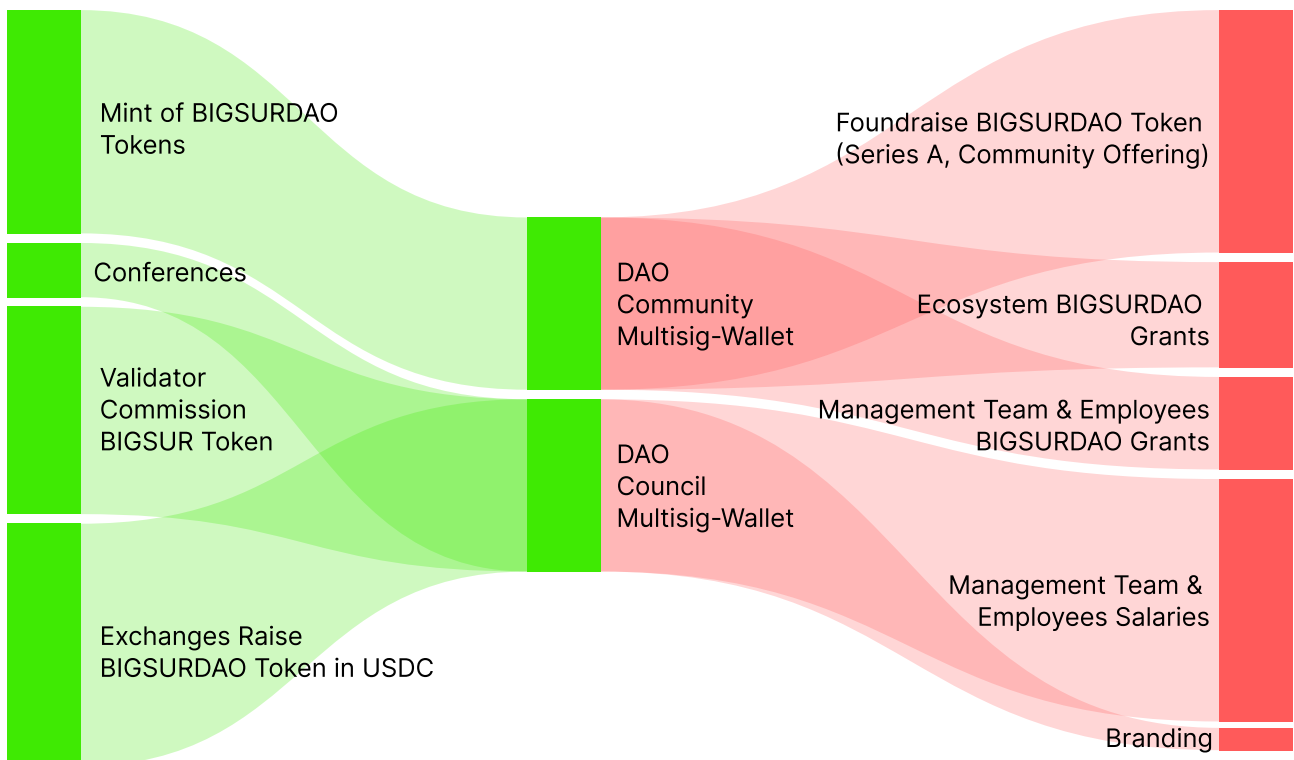 Mint of BIGSURDAO
Tokens
Conferences
Validator
Commission
BIGSUR Token
Exchanges Raise
BIGSURDAO Token in USDC
DAO
Community
Multisig-Wallet
DAO
Council
Multisig-Wallet
Foundraise BIGSURDAO Token
(Series A, Community Offering)
Ecosystem BIGSURDAO
Grants
Management Team & Employees
BIGSURDAO Grants
Management Team &
Employees Salaries
Branding